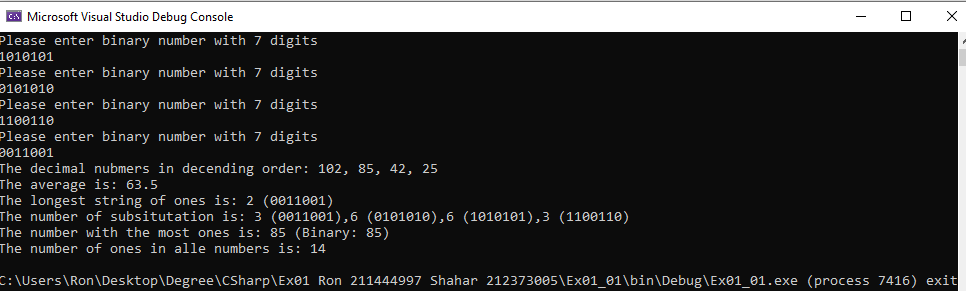 Microsoft Visual Studio Debug Console
Please enter binary number with 7 digits
1010101
Please enter binary number with 7 digits
0101010
Please enter binary number with 7 digits
1100110
Please enter binary number with 7 digits
0011001
The decimal nubmers in decending order: 102, 85, 42, 25
The average is: 63.5
The longest string of ones is: 2 (0011001)
The number of subsitutation is: 3 (0011001),6 (0101010),6 (1010101),3 (1100110)
The number with the most ones is: 85 (Binary: 85)
The number of ones in alle numbers is: 14
C:\Users\Ron\Desktop\Degree\CSharp\Ex01 Ron 211444997 Shahar 212373005\Ex01_01\bin\Debug\Ex01_01.exe (process 7416) exit